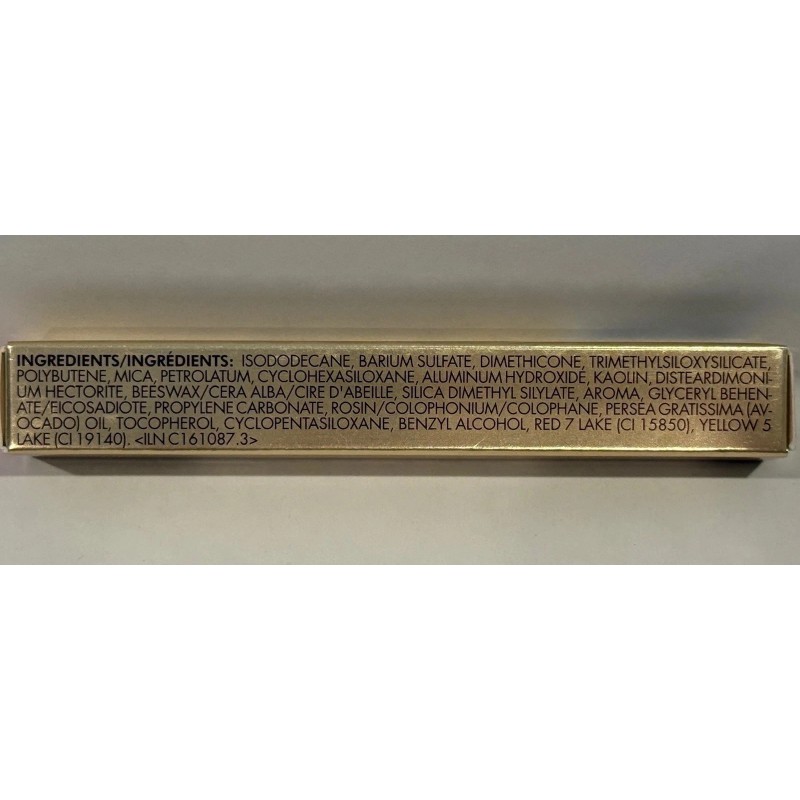 INGREDIENTS/INGRÉDIENTS: ISODODECANE, BARIUM SULFATE, DIMETHICONE, TRIMETHYLSILOXYSILICATE,
POLYBUTENE, MICA, PETROLATUM, CYCLOHEXASILOXANE, ALUMINUM HYDROXIDE, KAOLIN, DISTEARDIMONI-
UM HECTORITE, BEESWAX/CERA ALBA/CIRE D'ABEILLE, SILICA DIMETHYL SILYLATE, AROMA, GLYCERYL BEHEN-
ATE/EICOSADIOTE, PROPYLENE CARBONATE, ROSIN/COLOPHONIUM/COLOPHANE, PERSEA GRATISSIMA (AV-
OCADO) OIL, TOCOPHEROL, CYCLOPENTASILOXANE, BENZYL ALCOHOL, RED 7 LAKE (CI 15850), YELLOW 5
LAKE (CI 19140). <ILN C161087.3>